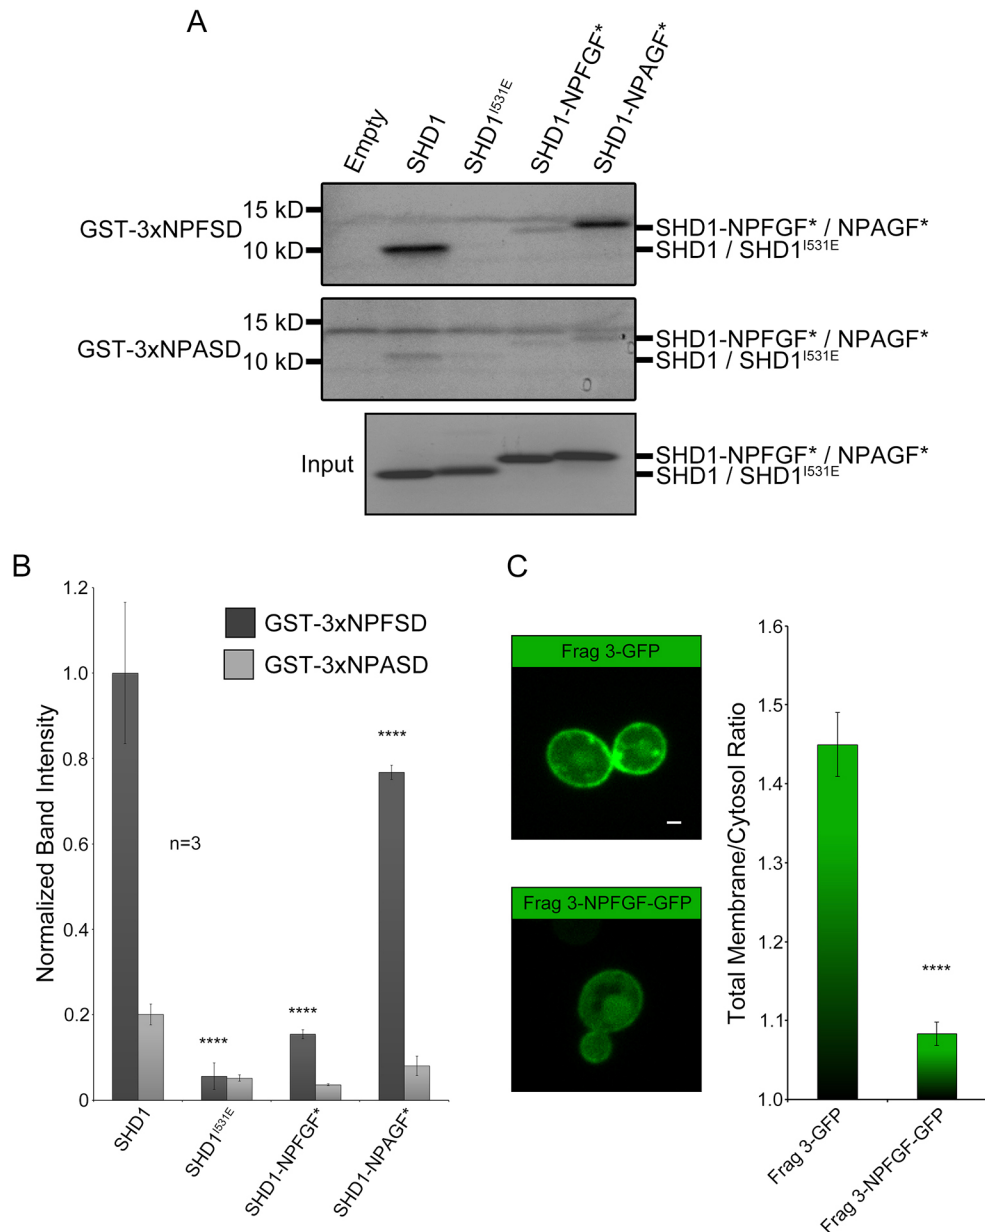 A
Empty
SHD1
SHD1I531E
SHD1-NPFGF*
SHD1-NPAGF*
GST-3xNPFSD
15 kD
10 kD
SHD1-NPFGF* / NPAGF*
SHD1 / SHD1I531E
GST-3xNPASD
15 kD
10 kD
SHD1-NPFGF* / NPAGF*
SHD1 / SHD1I531E
Input
SHD1-NPFGF* / NPAGF*
SHD1 / SHD1I531E
B
Normalized Band Intensity
1.2
1.0
0.8
0.6
0.4
0.2
0
GST-3xNPFSD
GST-3xNPASD
n=3
****
****
****
SHD1
SHD1I531E
SHD1-NPFGF*
SHD1-NPAGF*
C
Frag 3-GFP
Frag 3-NPFGF-GFP
Total Membrane/Cytosol Ratio
1.6
1.5
1.4
1.3
1.2
1.1
1.0
****
Frag 3-GFP
Frag 3-NPFGF-GFP